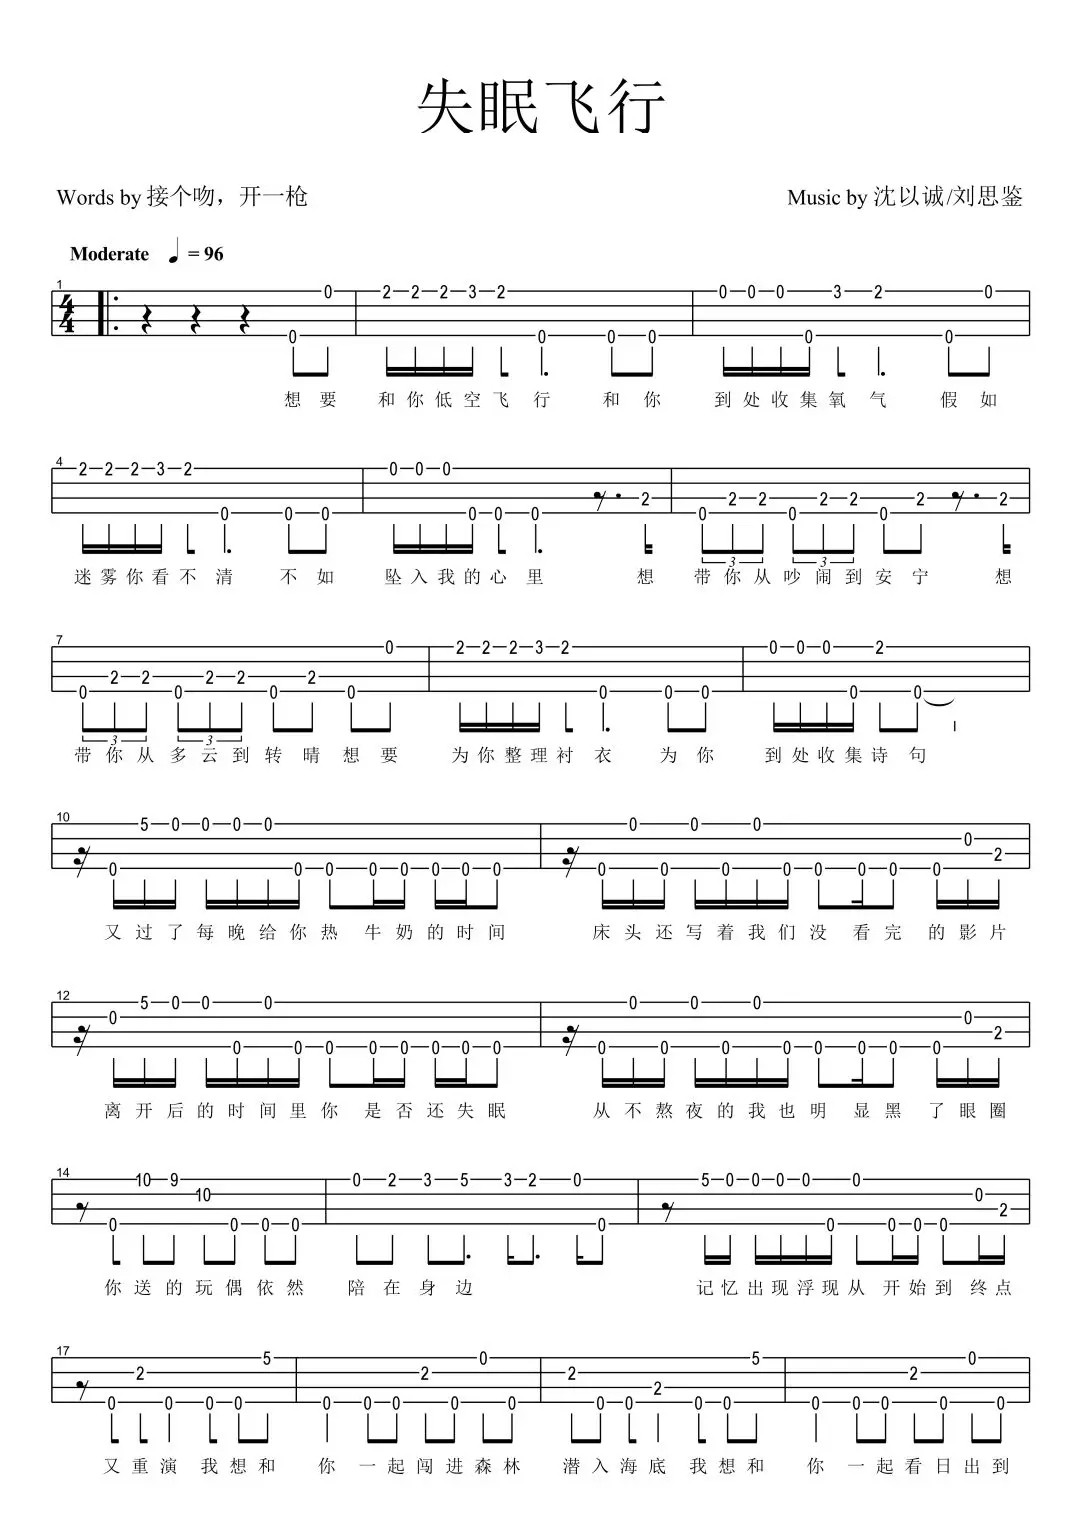 失眠飞行
Words by 接个吻，开一枪
Music by 沈以诚/刘思鉴
Moderate = 96
1
4
4
0 0 2 2 2 3 2 0 0 0 0 0 0 0 3 2 0 0
想要 和你低空飞行 和你 到处收集氧气 假如
4
2 2 2 3 2 0 0 0 0 0 0 0 0 0 2 0 2 2 0 2 2 0 2 2
3 3
迷雾你看不清 不如 坠入我的心里 想 带你从吵闹到安宁 想
7
0 2 2 0 2 2 0 2 0 0 2 2 2 3 2 0 0 0 0 0 0 0 2 0
3 3
带你从多云到转晴想要 为你整理衬衣 为你 到处收集诗句
10
0 5 0 0 0 0 0 0 0 0 0 0 0 0 0 0 0 0 0 0 0 0 0 0 0 2
又过了每晚给你热牛奶的时间 床头还写着我们没看完的影片
12
0 5 0 0 0 0 0 0 0 0 0 0 0 0 0 0 0 0 0 0 0 0 0 0 0 2
离开后的时间里你是否还失眠 从不熬夜的我也明显黑了眼圈
14
0 10 9 10 0 0 0 0 2 3 5 3 2 0 0 5 0 0 0 0 0 0 0 0 0 0 2
你送的玩偶依然 陪在身边 记忆出现浮现从开始到终点
17
0 2 0 0 0 5 0 0 0 2 0 0 2 0 0 2 0 0 5 0 0 0 2 0 0
又重演我想和 你一起闯进森林 潜入海底我想和 你一起看日出到